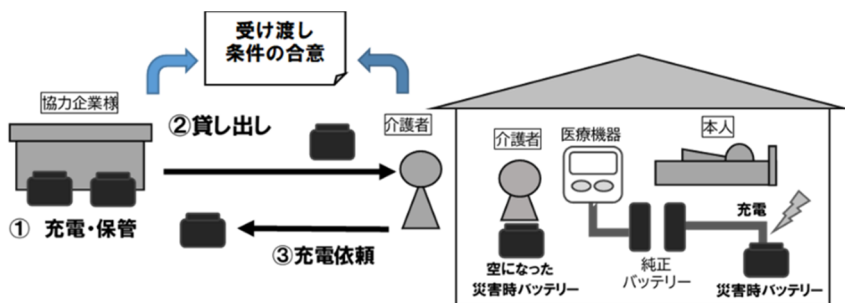 受け渡し
条件の合意
協力企業様
②貸し出し
介護者
① 充電・保管
③充電依頼
介護者
医療機器
本人
充電
空になった
災害時バッテリー
純正
バッテリー
災害時バッテリー